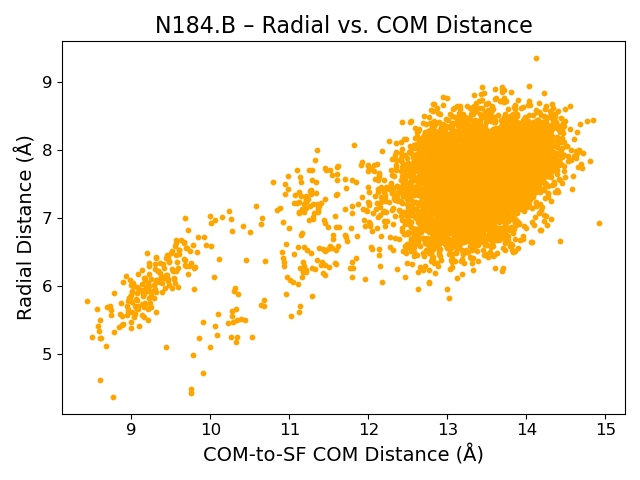 N184.B – Radial vs. COM Distance
Radial Distance (Å)
9
8
7
6
5
9 10 11 12 13 14 15
COM-to-SF COM Distance (Å)